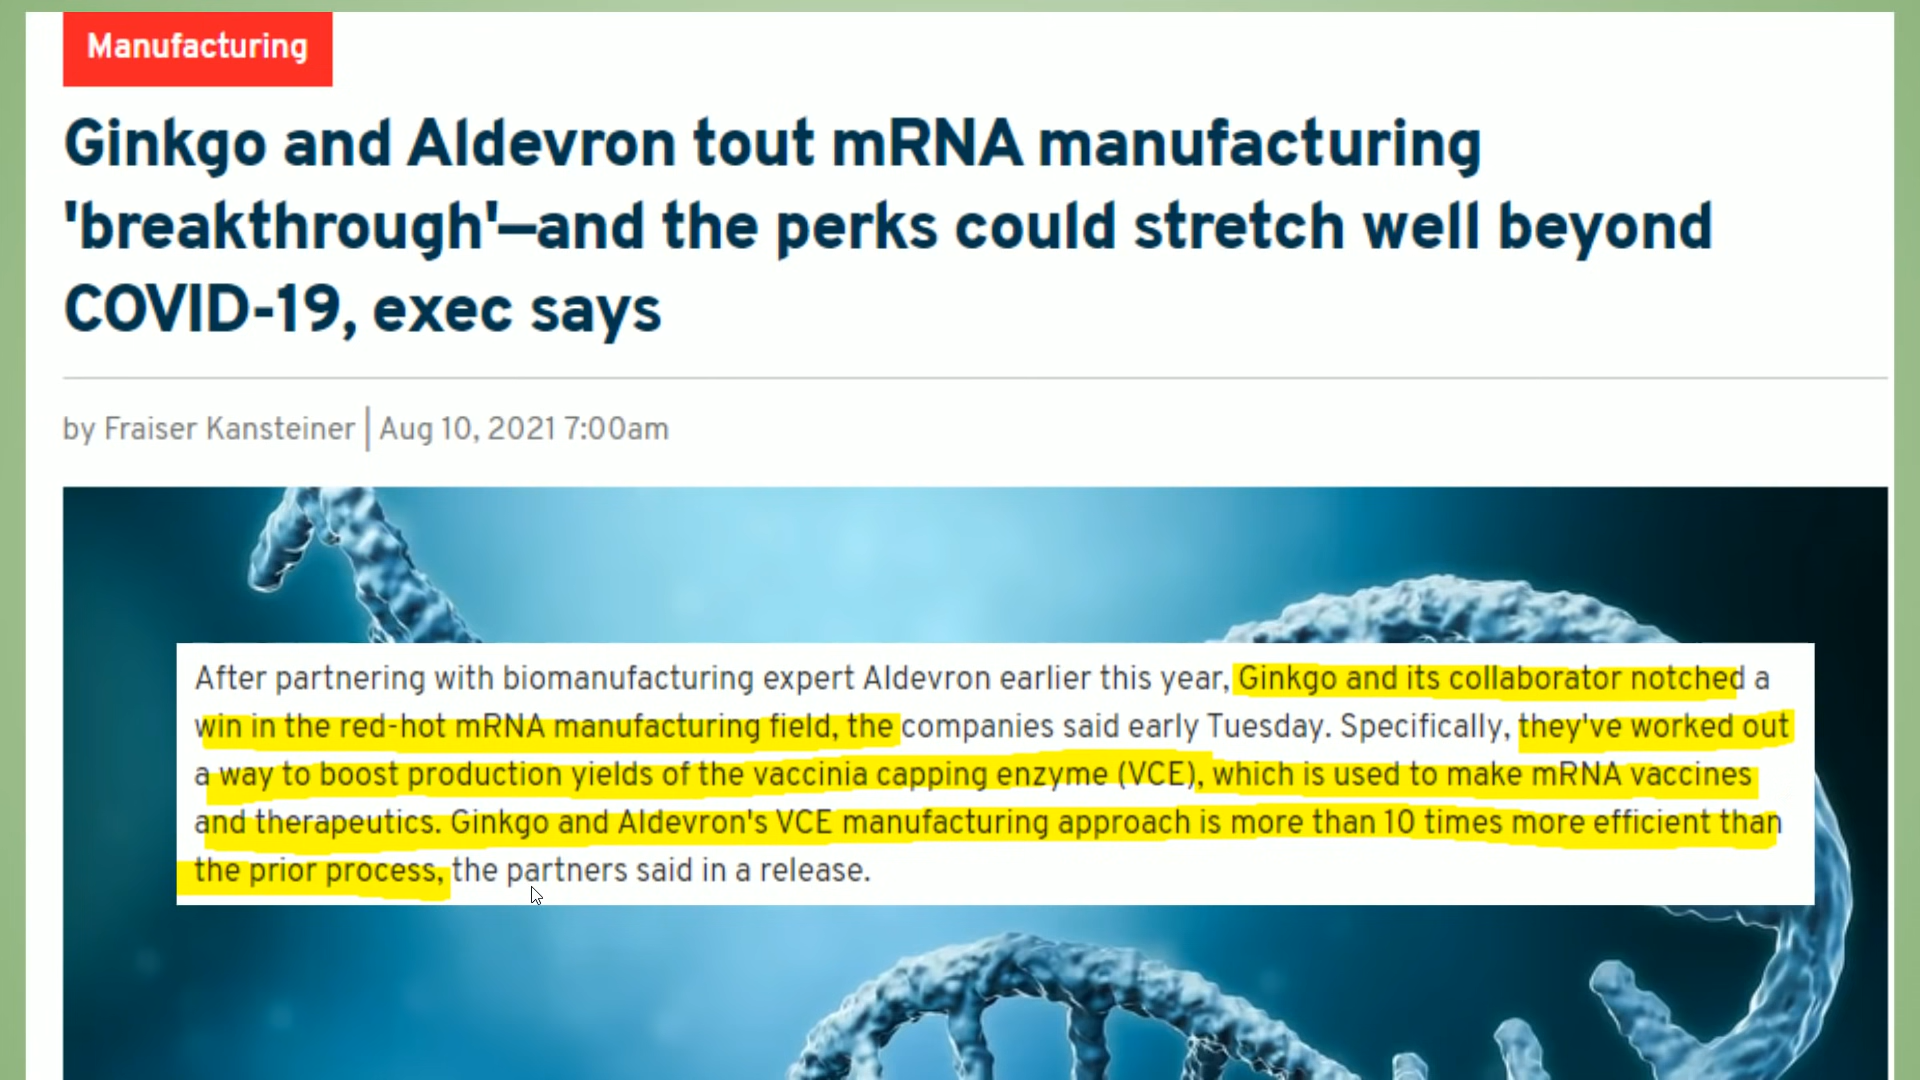 Manufacturing
Ginkgo and Aldevron tout mRNA manufacturing
'breakthrough'—and the perks could stretch well beyond
COVID-19, exec says
by Fraiser Kansteiner | Aug 10, 2021 7:00am
After partnering with biomanufacturing expert Aldevron earlier this year, Ginkgo and its collaborator notched a
win in the red-hot mRNA manufacturing field, the companies said early Tuesday. Specifically, they've worked out
a way to boost production yields of the vaccinia capping enzyme (VCE), which is used to make mRNA vaccines
and therapeutics. Ginkgo and Aldevron's VCE manufacturing approach is more than 10 times more efficient than
the prior process, the partners said in a release.